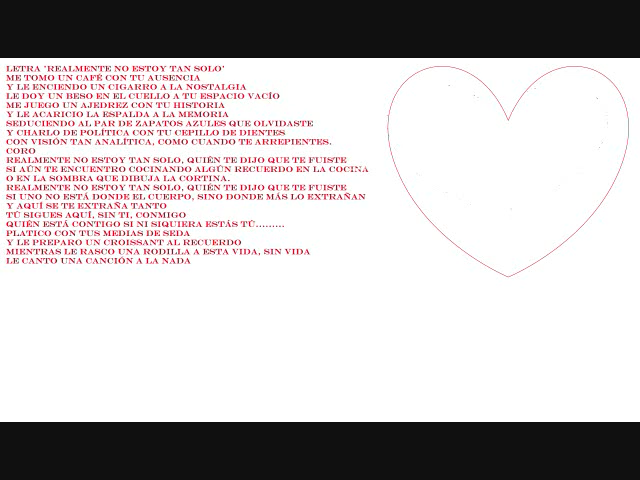 LETRA "REALMENTE NO ESTOY TAN SOLO"
ME TOMO UN CAFÉ CON TU AUSENCIA
Y LE ENCIENDO UN CIGARRO A LA NOSTALGIA
LE DOY UN BESO EN EL CUELLO A TU ESPACIO VACÍO
ME JUEGO UN AJEDREZ CON TU HISTORIA
Y LE ACARICIO LA ESPALDA A LA MEMORIA
SEDUCIENDO AL PAR DE ZAPATOS AZULES QUE OLVIDASTE
Y CHARLO DE POLÍTICA CON TU CEPILLO DE DIENTES
CON VISIÓN TAN ANALÍTICA, COMO CUANDO TE ARREPIENTES.
CORO
REALMENTE NO ESTOY TAN SOLO, QUIÉN TE DIJO QUE TE FUISTE
SI AÚN TE ENCUENTRO COCINANDO ALGÚN RECUERDO EN LA COCINA
O EN LA SOMBRA QUE DIBUJA LA CORTINA.
REALMENTE NO ESTOY TAN SOLO, QUIÉN TE DIJO QUE TE FUISTE
SI UNO NO ESTÁ DONDE EL CUERPO, SINO DONDE MÁS LO EXTRAÑAN
Y AQUÍ SE TE EXTRAÑA TANTO
TÚ SIGUES AQUÍ, SIN TI, CONMIGO
QUIÉN ESTÁ CONTIGO SI NI SIQUIERA ESTÁS TÚ.........
PLATICO CON TUS MEDIAS DE SEDA
Y LE PREPARO UN CROISSANT AL RECUERDO
MIENTRAS LE RASCO UNA RODILLA A ESTA VIDA, SIN VIDA
LE CANTO UNA CANCIÓN A LA NADA